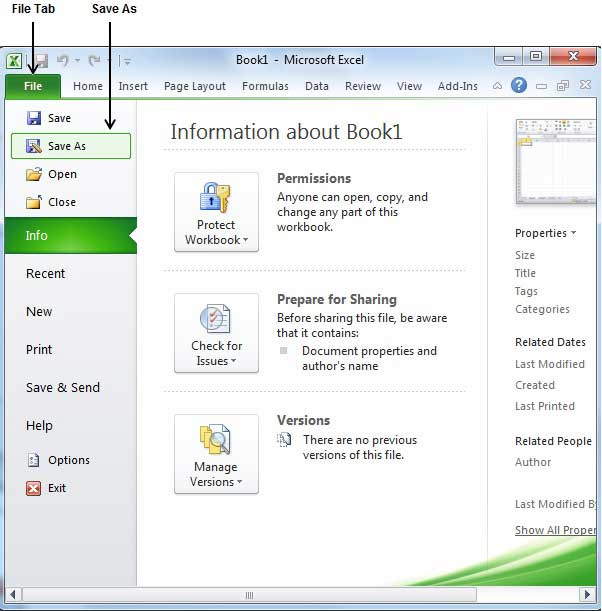 File Tab
Save As
Book1 - Microsoft Excel
File Home Insert Page Layout Formulas Data Review View Add-Ins
Save
Save As
Open
Close
Info
Recent
New
Print
Save & Send
Help
Options
Exit
Information about Book1
Protect
Workbook
Permissions
Anyone can open, copy, and
change any part of this
workbook.
Check for
Issues
Prepare for Sharing
Before sharing this file, be aware
that it contains:
Document properties and
author's name
Manage
Versions
Versions
There are no previous
versions of this file.
Properties
Size
Title
Tags
Categories
Related Dates
Last Modified
Created
Last Printed
Related People
Author
Last Modified B
Show All Proper